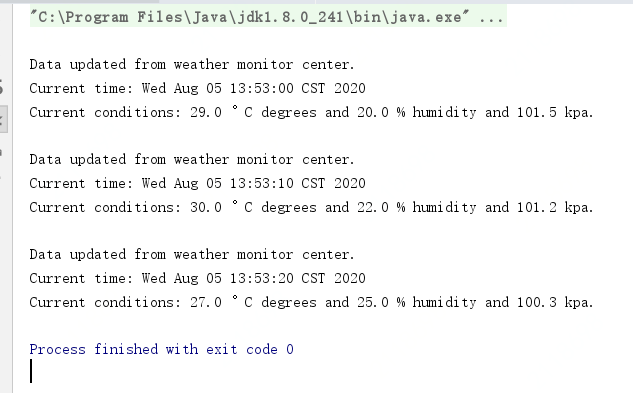 "C:\Program Files\Java\jdk1.8.0_241\bin\java.exe" ...
Data updated from weather monitor center.
Current time: Wed Aug 05 13:53:00 CST 2020
Current conditions: 29.0 °C degrees and 20.0 % humidity and 101.5 kpa.
Data updated from weather monitor center.
Current time: Wed Aug 05 13:53:10 CST 2020
Current conditions: 30.0 °C degrees and 22.0 % humidity and 101.2 kpa.
Data updated from weather monitor center.
Current time: Wed Aug 05 13:53:20 CST 2020
Current conditions: 27.0 °C degrees and 25.0 % humidity and 100.3 kpa.
Process finished with exit code 0